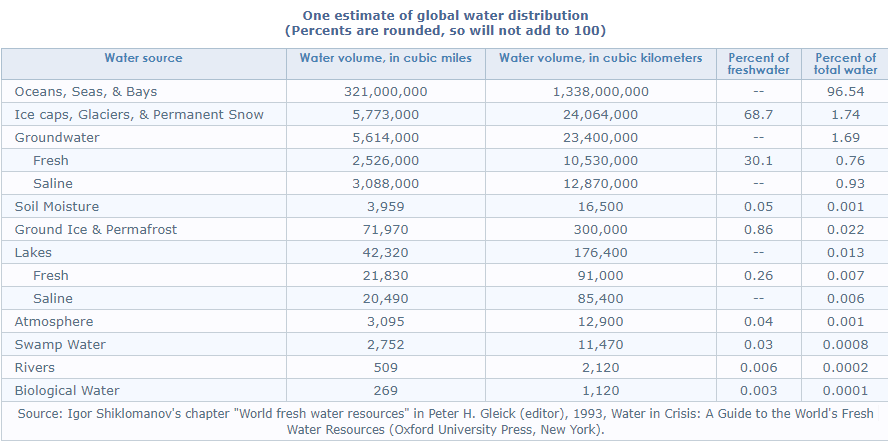 One estimate of global water distribution
(Percents are rounded, so will not add to 100)
Water source Water volume, in cubic miles Water volume, in cubic kilometers Percent of freshwater Percent of total water
Oceans, Seas, & Bays 321,000,000 1,338,000,000 -- 96.54
Ice caps, Glaciers, & Permanent Snow 5,773,000 24,064,000 68.7 1.74
Groundwater 5,614,000 23,400,000 -- 1.69
Fresh 2,526,000 10,530,000 30.1 0.76
Saline 3,088,000 12,870,000 -- 0.93
Soil Moisture 3,959 16,500 0.05 0.001
Ground Ice & Permafrost 71,970 300,000 0.86 0.022
Lakes 42,320 176,400 -- 0.013
Fresh 21,830 91,000 0.26 0.007
Saline 20,490 85,400 -- 0.006
Atmosphere 3,095 12,900 0.04 0.001
Swamp Water 2,752 11,470 0.03 0.0008
Rivers 509 2,120 0.006 0.0002
Biological Water 269 1,120 0.003 0.0001
Source: Igor Shiklomanov's chapter "World fresh water resources" in Peter H. Gleick (editor), 1993, Water in Crisis: A Guide to the World's Fresh
Water Resources (Oxford University Press, New York).